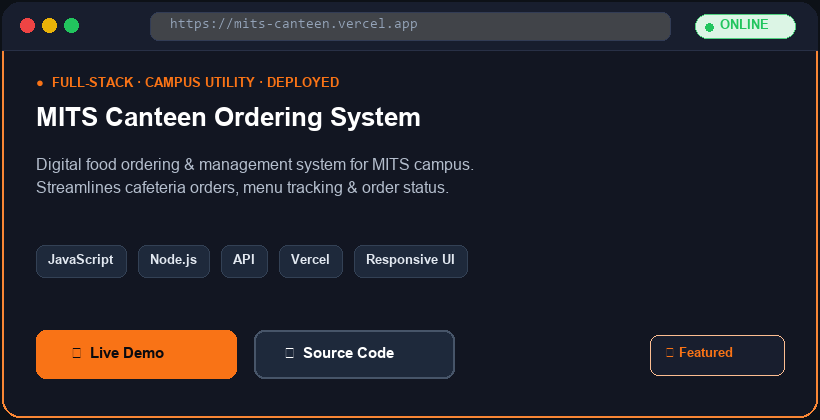 https://mits-canteen.vercel.app
ONLINE
FULL-STACK · CAMPUS UTILITY · DEPLOYED
MITS Canteen Ordering System
Digital food ordering & management system for MITS campus.
Streamlines cafeteria orders, menu tracking & order status.
JavaScript
Node.js
API
Vercel
Responsive UI
Live Demo
Source Code
Featured